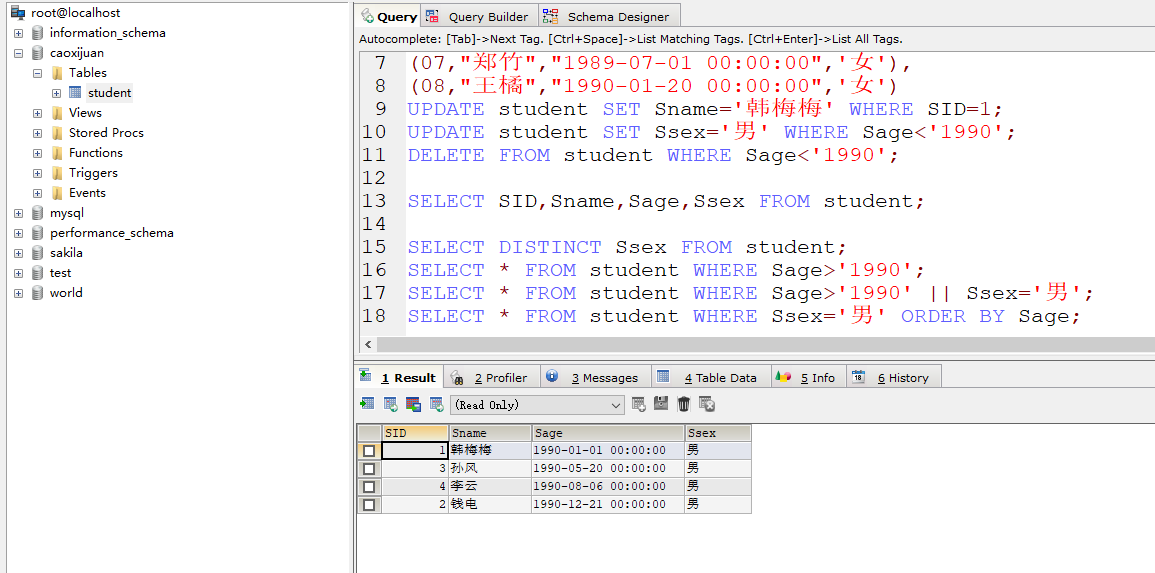 root@localhost
information_schema
caoxijuan
Tables
student
Views
Stored Procs
Functions
Triggers
Events
mysql
performance_schema
sakila
test
world
Query Query Builder Schema Designer
Autocomplete: [Tab]->Next Tag. [Ctrl+Space]->List Matching Tags. [Ctrl+Enter]->List All Tags.
7 (07,"郑竹","1989-07-01 00:00:00",'女'),
8 (08,"王橘","1990-01-20 00:00:00",'女')
9 UPDATE student SET Sname='韩梅梅' WHERE SID=1;
10 UPDATE student SET Ssex='男' WHERE Sage<'1990';
11 DELETE FROM student WHERE Sage<'1990';
12
13 SELECT SID,Sname,Sage,Ssex FROM student;
14
15 SELECT DISTINCT Ssex FROM student;
16 SELECT * FROM student WHERE Sage>'1990';
17 SELECT * FROM student WHERE Sage>'1990' || Ssex='男';
18 SELECT * FROM student WHERE Ssex='男' ORDER BY Sage;
1 Result 2 Profiler 3 Messages 4 Table Data 5 Info 18 6 History
(Read Only)
SID Sname Sage Ssex
1 韩梅梅 1990-01-01 00:00:00 男
3 孙风 1990-05-20 00:00:00 男
4 李云 1990-08-06 00:00:00 男
2 钱电 1990-12-21 00:00:00 男